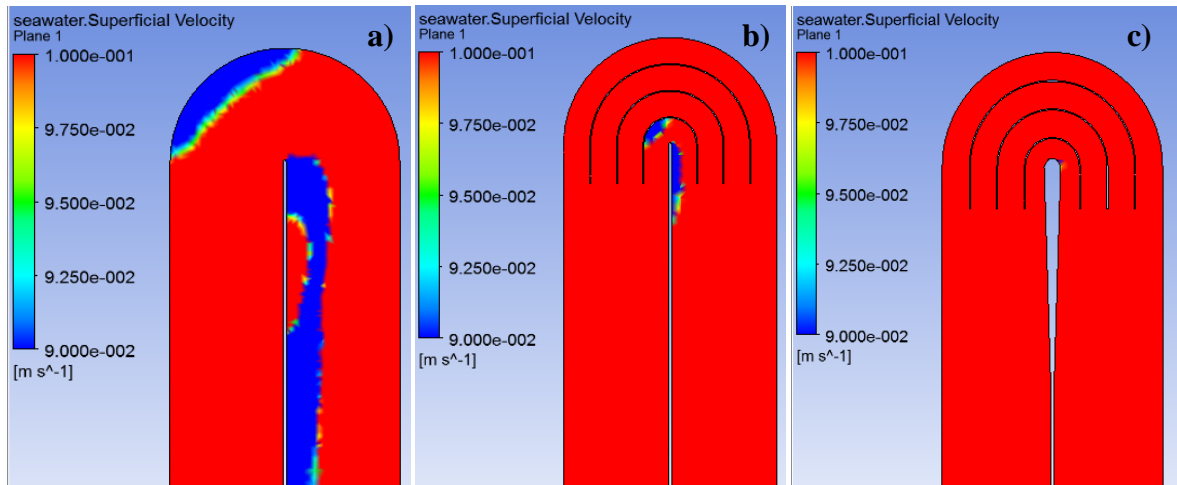 seawater.Superficial Velocity
Plane 1
a)
1.000e-001
9.750e-002
9.500e-002
9.250e-002
9.000e-002
[m s^-1]
seawater.Superficial Velocity
Plane 1
b)
1.000e-001
9.750e-002
9.500e-002
9.250e-002
9.000e-002
[m s^-1]
seawater.Superficial Velocity
Plane 1
c)
1.000e-001
9.750e-002
9.500e-002
9.250e-002
9.000e-002
[m s^-1]